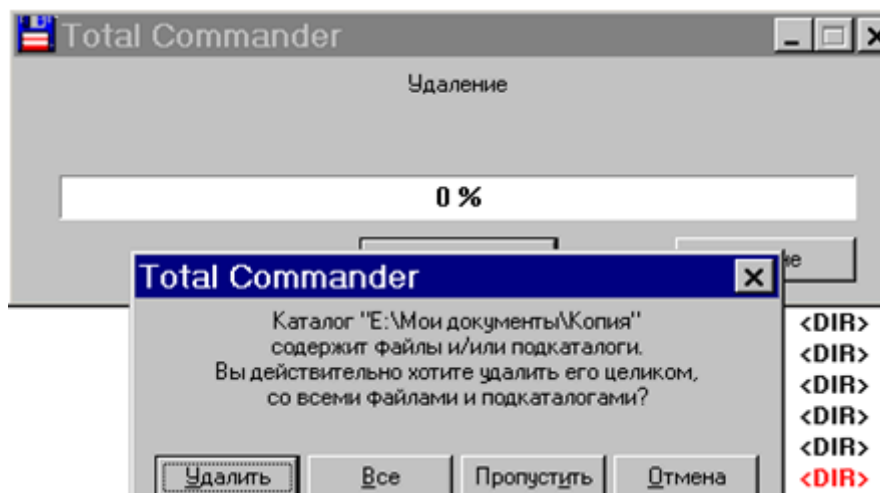 Total Commander
Удаление
0 %
Total Commander
Каталог "E:\Мои документы\Копия"
содержит файлы и/или подкаталоги.
Вы действительно хотите удалить его целиком,
со всеми файлами и подкаталогами?
Удалить Все Пропустить Отмена
<DIR>
<DIR>
<DIR>
<DIR>
<DIR>
<DIR>